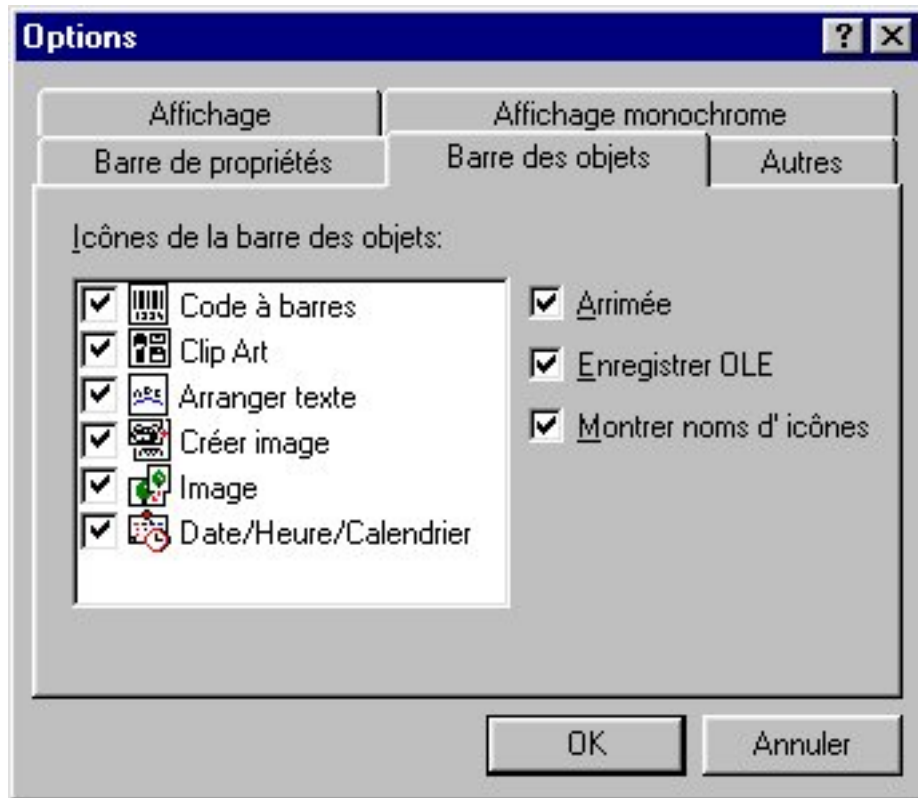 Options
Affichage
Affichage monochrome
Barre de propriétés
Barre des objets
Autres
Icônes de la barre des objets:
Code à barres
Clip Art
Arranger texte
Créer image
Image
Date/Heure/Calendrier
Arrimée
Enregistrer OLE
Montrer noms d' icônes
OK
Annuler